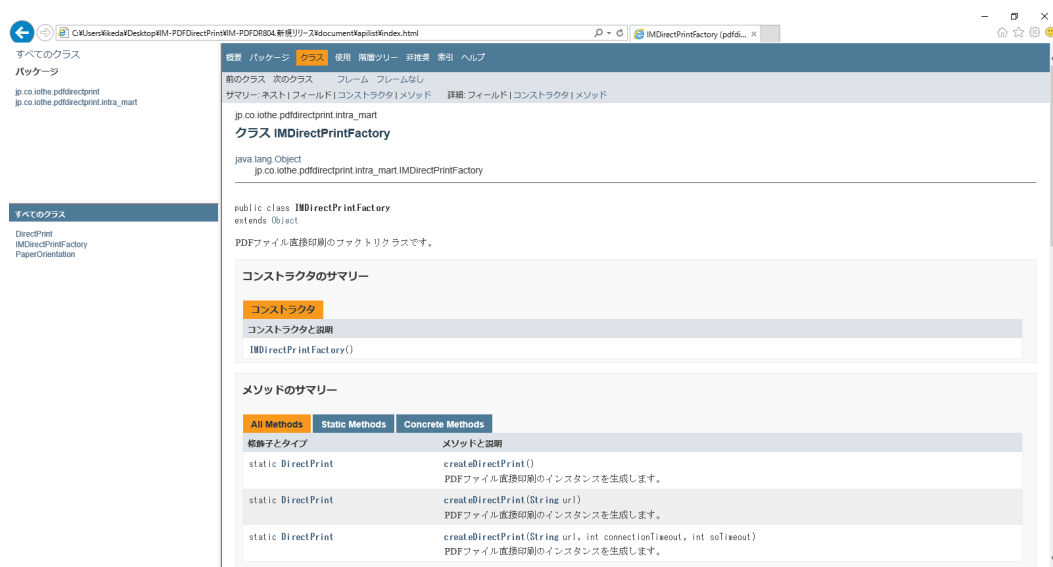 C:¥Users¥ikeda¥Desktop¥IM-PDFDirectPrint¥IM-PDFDR804.新規リリース¥document¥apilist¥index.html
IMDirectPrintFactory (pdfdi...
すべてのクラス
パッケージ
jp.co.iothe.pdfdirectprint
jp.co.iothe.pdfdirectprint.intra_mart
すべてのクラス
DirectPrint
IMDirectPrintFactory
PaperOrientation
概要 パッケージ クラス 使用 階層ツリー 非推奨 索引 ヘルプ
前のクラス 次のクラス フレーム フレームなし
サマリー: ネスト | フィールド | コンストラクタ | メソッド 詳細: フィールド | コンストラクタ | メソッド
jp.co.iothe.pdfdirectprint.intra_mart
クラス IMDirectPrintFactory
java.lang.Object
jp.co.iothe.pdfdirectprint.intra_mart.IMDirectPrintFactory
public class IMDirectPrintFactory
extends Object
PDFファイル直接印刷のファクトリクラスです。
コンストラクタのサマリー
コンストラクタ
コンストラクタと説明
IMDirectPrintFactory()
メソッドのサマリー
All Methods Static Methods Concrete Methods
修飾子とタイプ メソッドと説明
static DirectPrint createDirectPrint()
PDFファイル直接印刷のインスタンスを生成します。
static DirectPrint createDirectPrint(String url)
PDFファイル直接印刷のインスタンスを生成します。
static DirectPrint createDirectPrint(String url, int connectionTimeout, int soTimeout)
PDFファイル直接印刷のインスタンスを生成します。